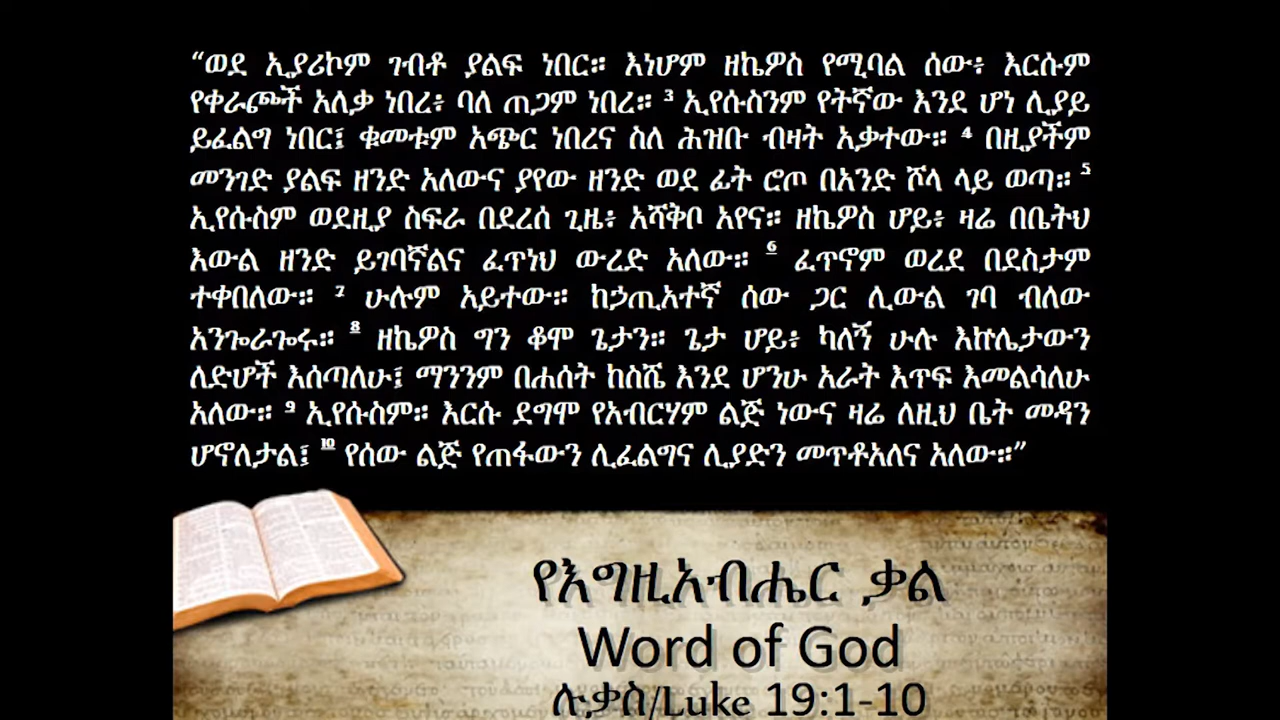 “ወደ ኢያሪኮም ገብቶ ያልፍ ነበር። እነሆም ዘኬዎስ የሚባል ሰው፥ እርሱም
የቀራጮች አለቃ ነበረ፥ ባለ ጠጋም ነበረ። ³ ኢየሱስንም የትኛው እንደ ሆነ ሊያይ
ይፈልግ ነበር፤ ቁመቱም አጭር ነበረና ስለ ሕዝቡ ብዛት አቃተው። ⁴ በዚያችም
መንገድ ያልፍ ዘንድ አለውና ያየው ዘንድ ወደ ፊት ሮጦ በአንድ ሾላ ላይ ወጣ። ⁵
ኢየሱስም ወደዚያ ስፍራ በደረሰ ጊዜ፥ አሻቅቦ አየና። ዘኬዎስ ሆይ፥ ዛሬ በቤትህ
እውል ዘንድ ይገባኛልና ፈጥነህ ውረድ አለው። ⁶ ፈጥኖም ወረደ በደስታም
ተቀበለው። ⁷ ሁሉም አይተው። ከኃጢአተኛ ሰው ጋር ሊውል ገባ ብለው
አንጐራጐሩ። ⁸ ዘኬዎስ ግን ቆሞ ጌታን። ጌታ ሆይ፥ ካለኝ ሁሉ እኵሌታውን
ለድሆች እሰጣለሁ፤ ማንንም በሐሰት ከስሼ እንደ ሆንሁ አራት እጥፍ እመልሳለሁ
አለው። ⁹ ኢየሱስም። እርሱ ደግሞ የአብርሃም ልጅ ነውና ዛሬ ለዚህ ቤት መዳን
ሆኖለታል፤ ¹⁰ የሰው ልጅ የጠፋውን ሊፈልግና ሊያድን መጥቶአለና አለው።”
የእግዚአብሔር ቃል
Word of God
ሉቃስ/Luke 19:1-10